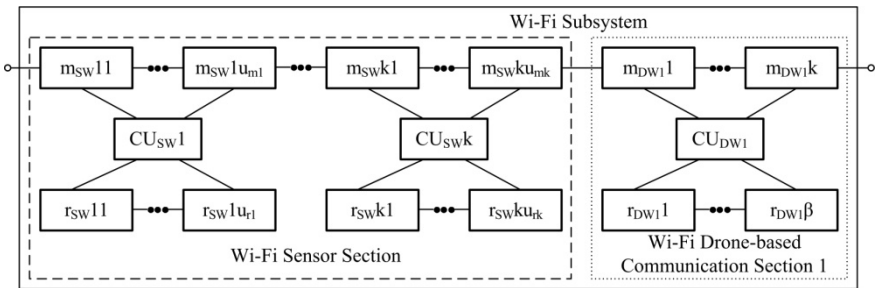 Wi-Fi Subsystem
m_SW11 ●●● m_SW1u_m1 ●●● m_SWk1 ●●● m_SWku_mk m_DW11 ●●● m_DW1k
CU_SW1 CU_SWk CU_DW1
r_SW11 ●●● r_SW1u_r1 r_SWk1 ●●● r_SWku_rk r_DW11 ●●● r_DW1β
Wi-Fi Sensor Section
Wi-Fi Drone-based
Communication Section 1